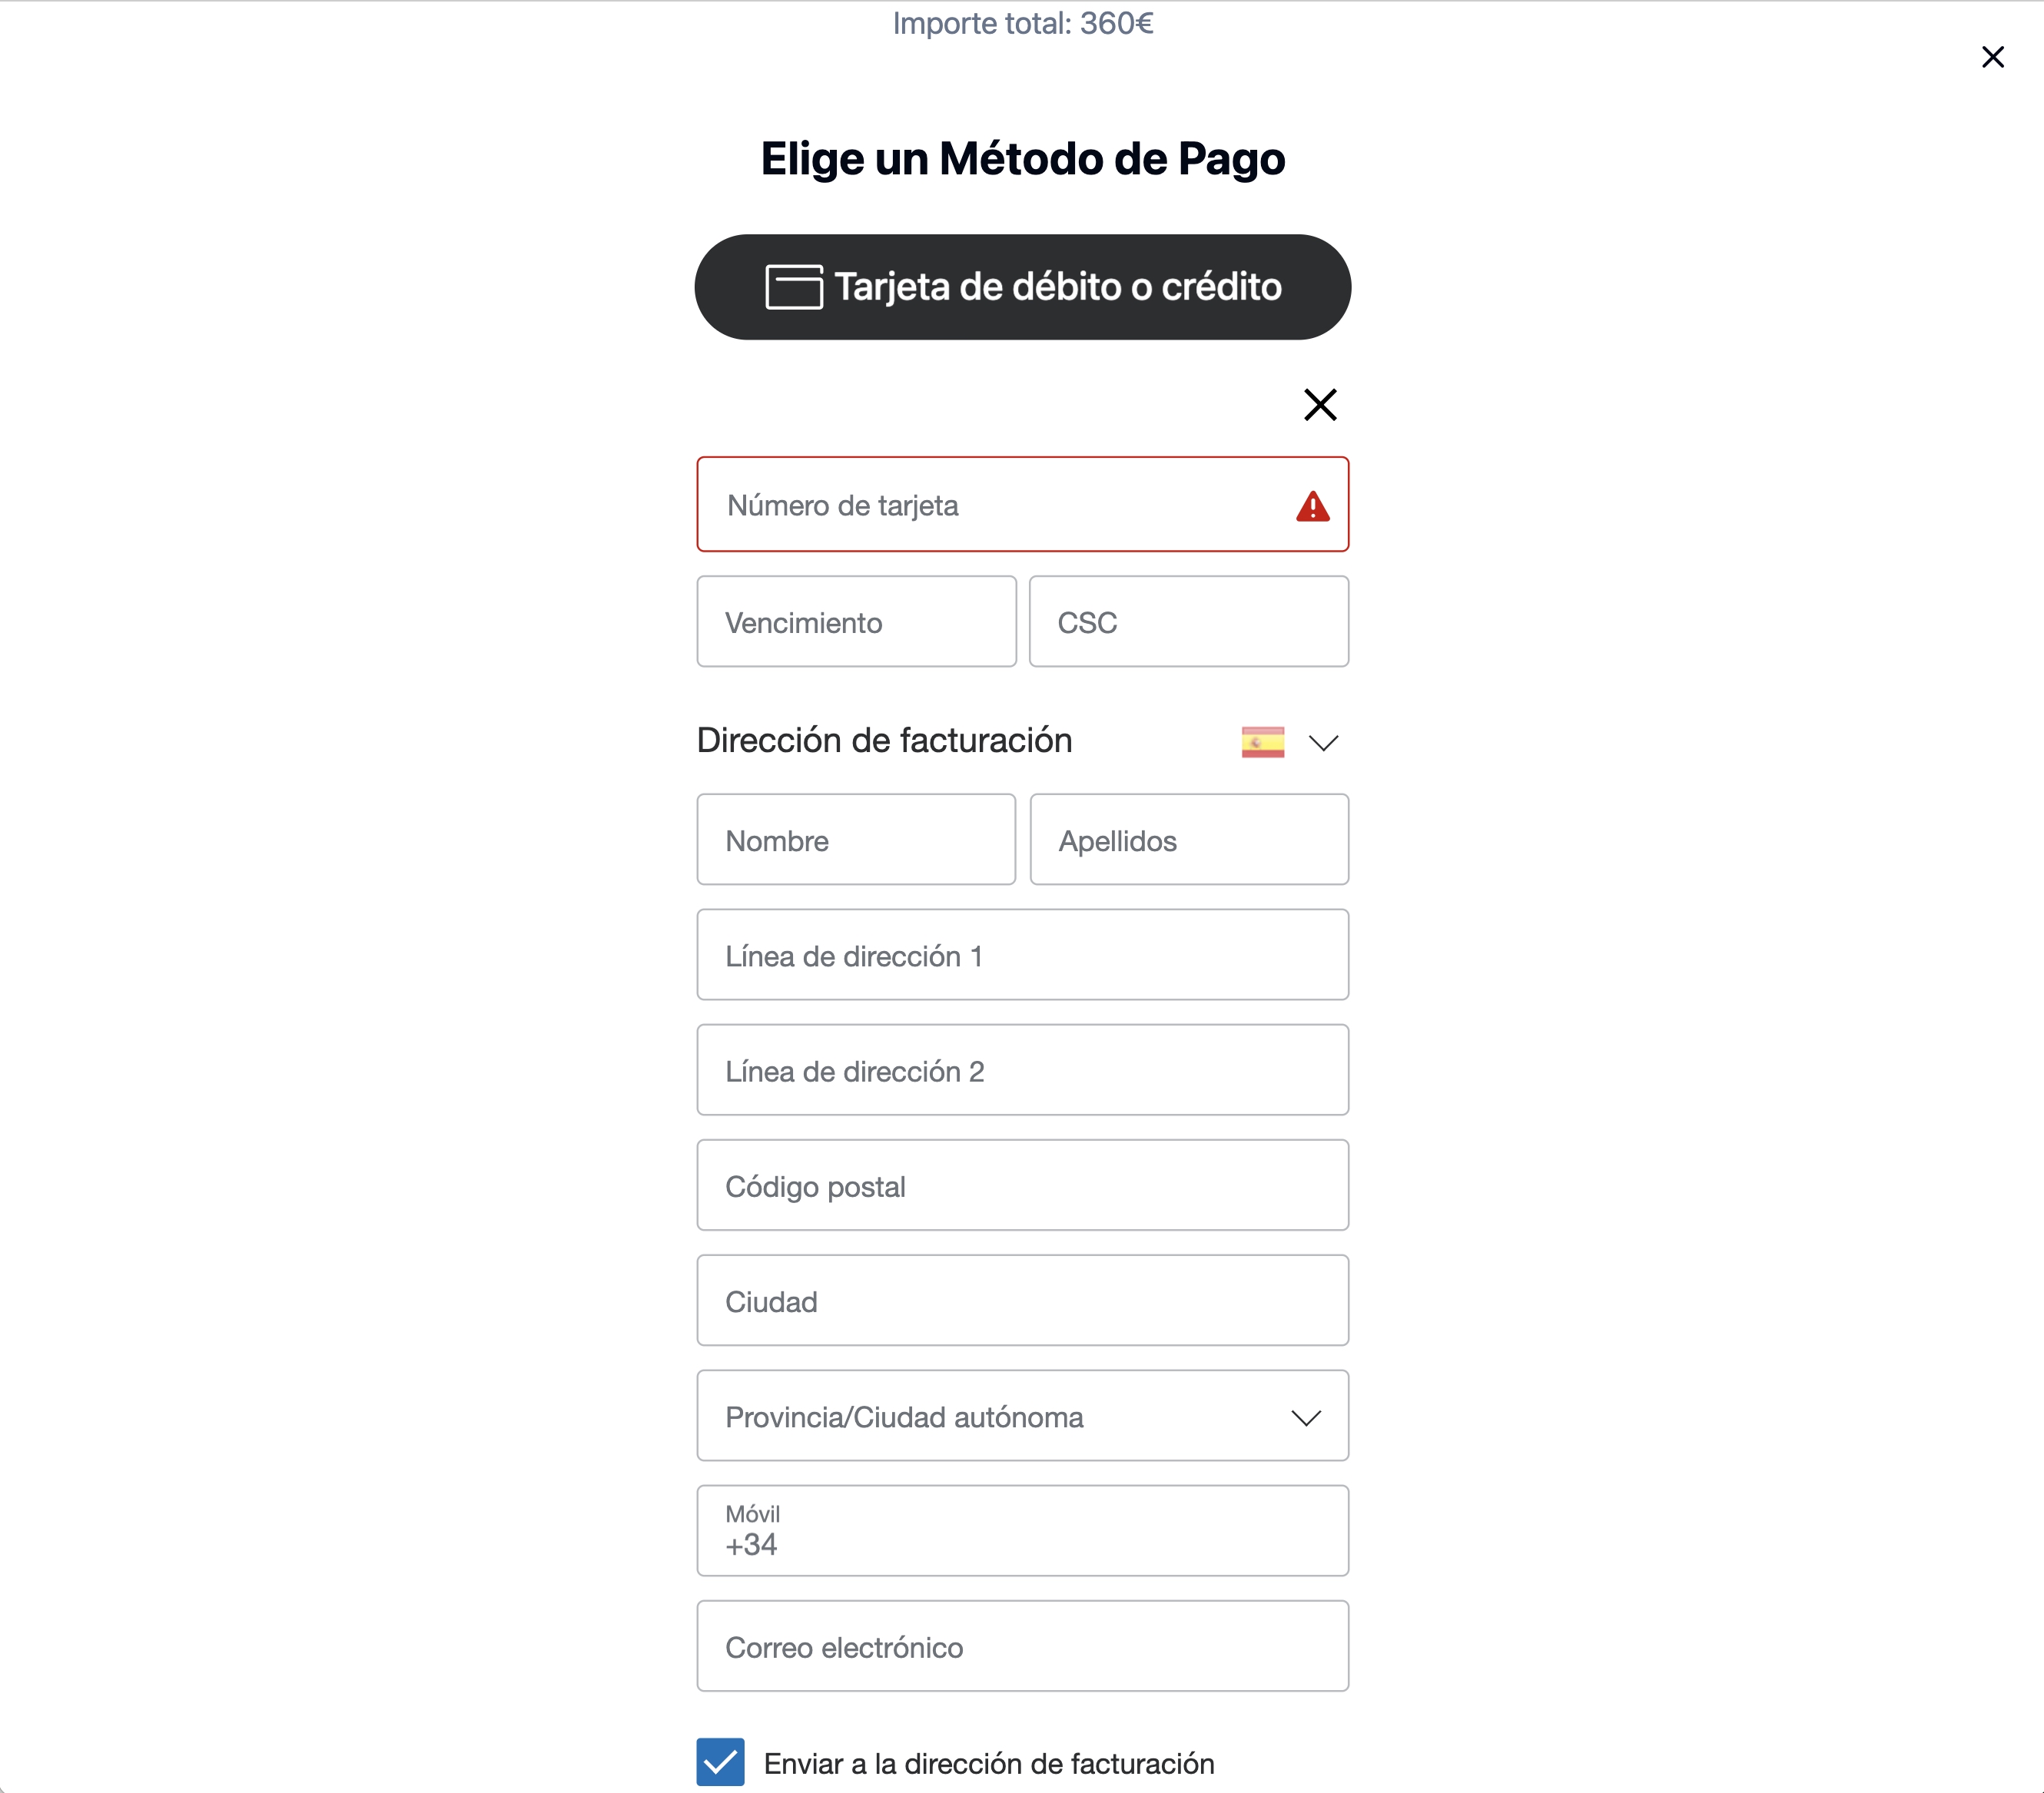 Importe total: 360€
Elige un Método de Pago
Tarjeta de débito o crédito
Número de tarjeta
Vencimiento CSC
Dirección de facturación
Nombre Apellidos
Línea de dirección 1
Línea de dirección 2
Código postal
Ciudad
Provincia/Ciudad autónoma
Móvil
+34
Correo electrónico
Enviar a la dirección de facturación